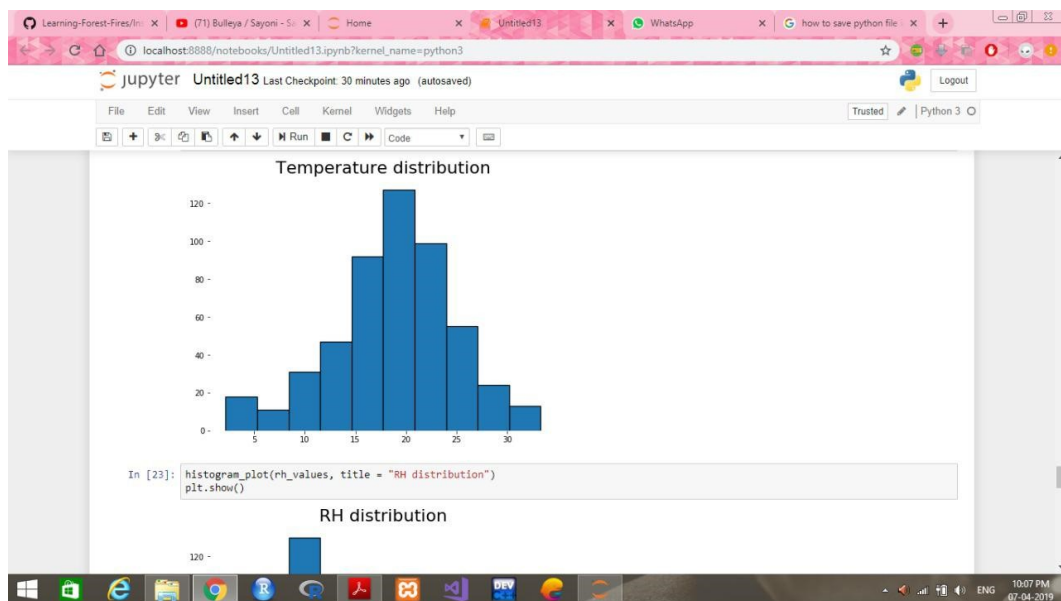 Learning-Forest-Fires/In
(71) Bulleya / Sayoni - S
Home
Untitled13
WhatsApp
G how to save python file
localhost:8888/notebooks/Untitled13.ipynb?kernel_name=python3
jupyter Untitled13 Last Checkpoint: 30 minutes ago (autosaved)
Logout
File Edit View Insert Cell Kernel Widgets Help
Trusted Python 3
Run Code
Temperature distribution
120
100
80
60
40
20
0
5 10 15 20 25 30
In [23]: histogram_plot(rh_values, title = "RH distribution")
plt.show()
RH distribution
120
R DEV
ENG 10:07 PM
07-04-2019